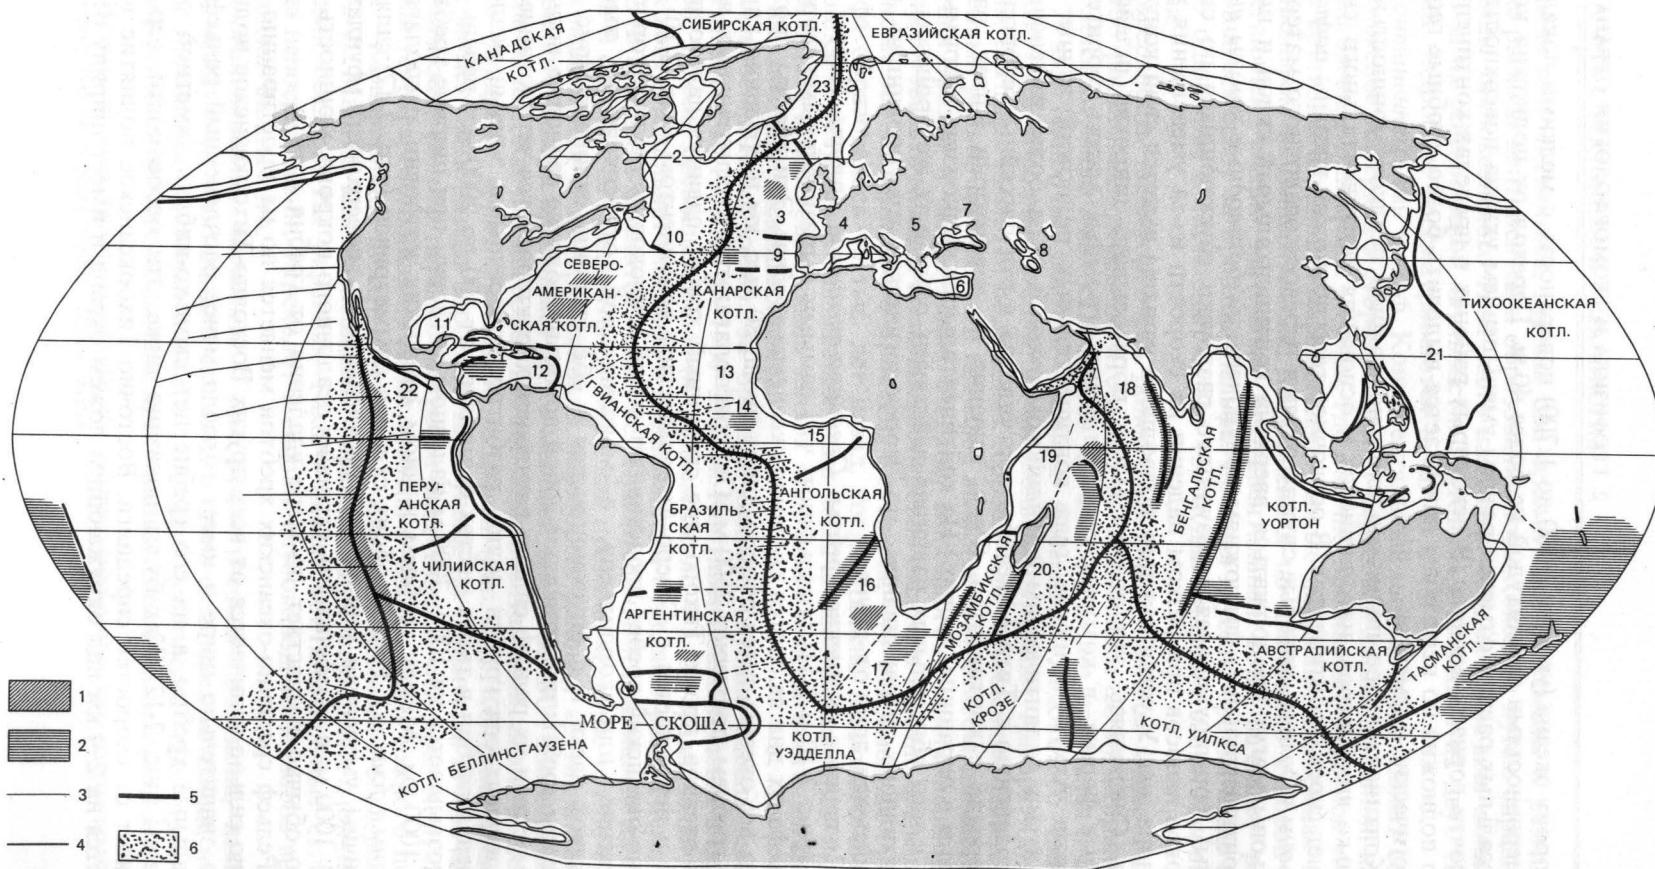 КАНАДСКАЯ
КОТЛ.
СИБИРСКАЯ КОТЛ.
ЕВРАЗИЙСКАЯ КОТЛ.
23
1
2
3
4
5
7
8
6
9
10
СЕВЕРО-
АМЕРИКАН-
СКАЯ КОТЛ.
КАНАРСКАЯ
КОТЛ.
11
12
13
14
15
22
ТИХООКЕАНСКАЯ
КОТЛ.
21
18
19
ГВИАНСКАЯ КОТЛ.
ПЕРУ-
АНСКАЯ
КОТЛ.
БРАЗИЛЬ
СКАЯ
КОТЛ.
АНГОЛЬСКАЯ
КОТЛ.
БЕНГАЛЬСКАЯ
КОТЛ.
КОТЛ.
УОРТОН
ЧИЛИЙСКАЯ
КОТЛ.
16
20
МОЗАМБИКСКАЯ
КОТЛ.
АРГЕНТИНСКАЯ
КОТЛ.
17
АВСТРАЛИЙСКАЯ
КОТЛ.
ТАСМАНСКАЯ
КОТЛ.
МОРЕ СКОША
КОТЛ.
УЭДДЕЛЛА
КОТЛ.
КРОЗЕ
КОТЛ. УИЛКСА
КОТЛ. БЕЛЛИНСГАУЗЕНА
1
2
3
4
5
6